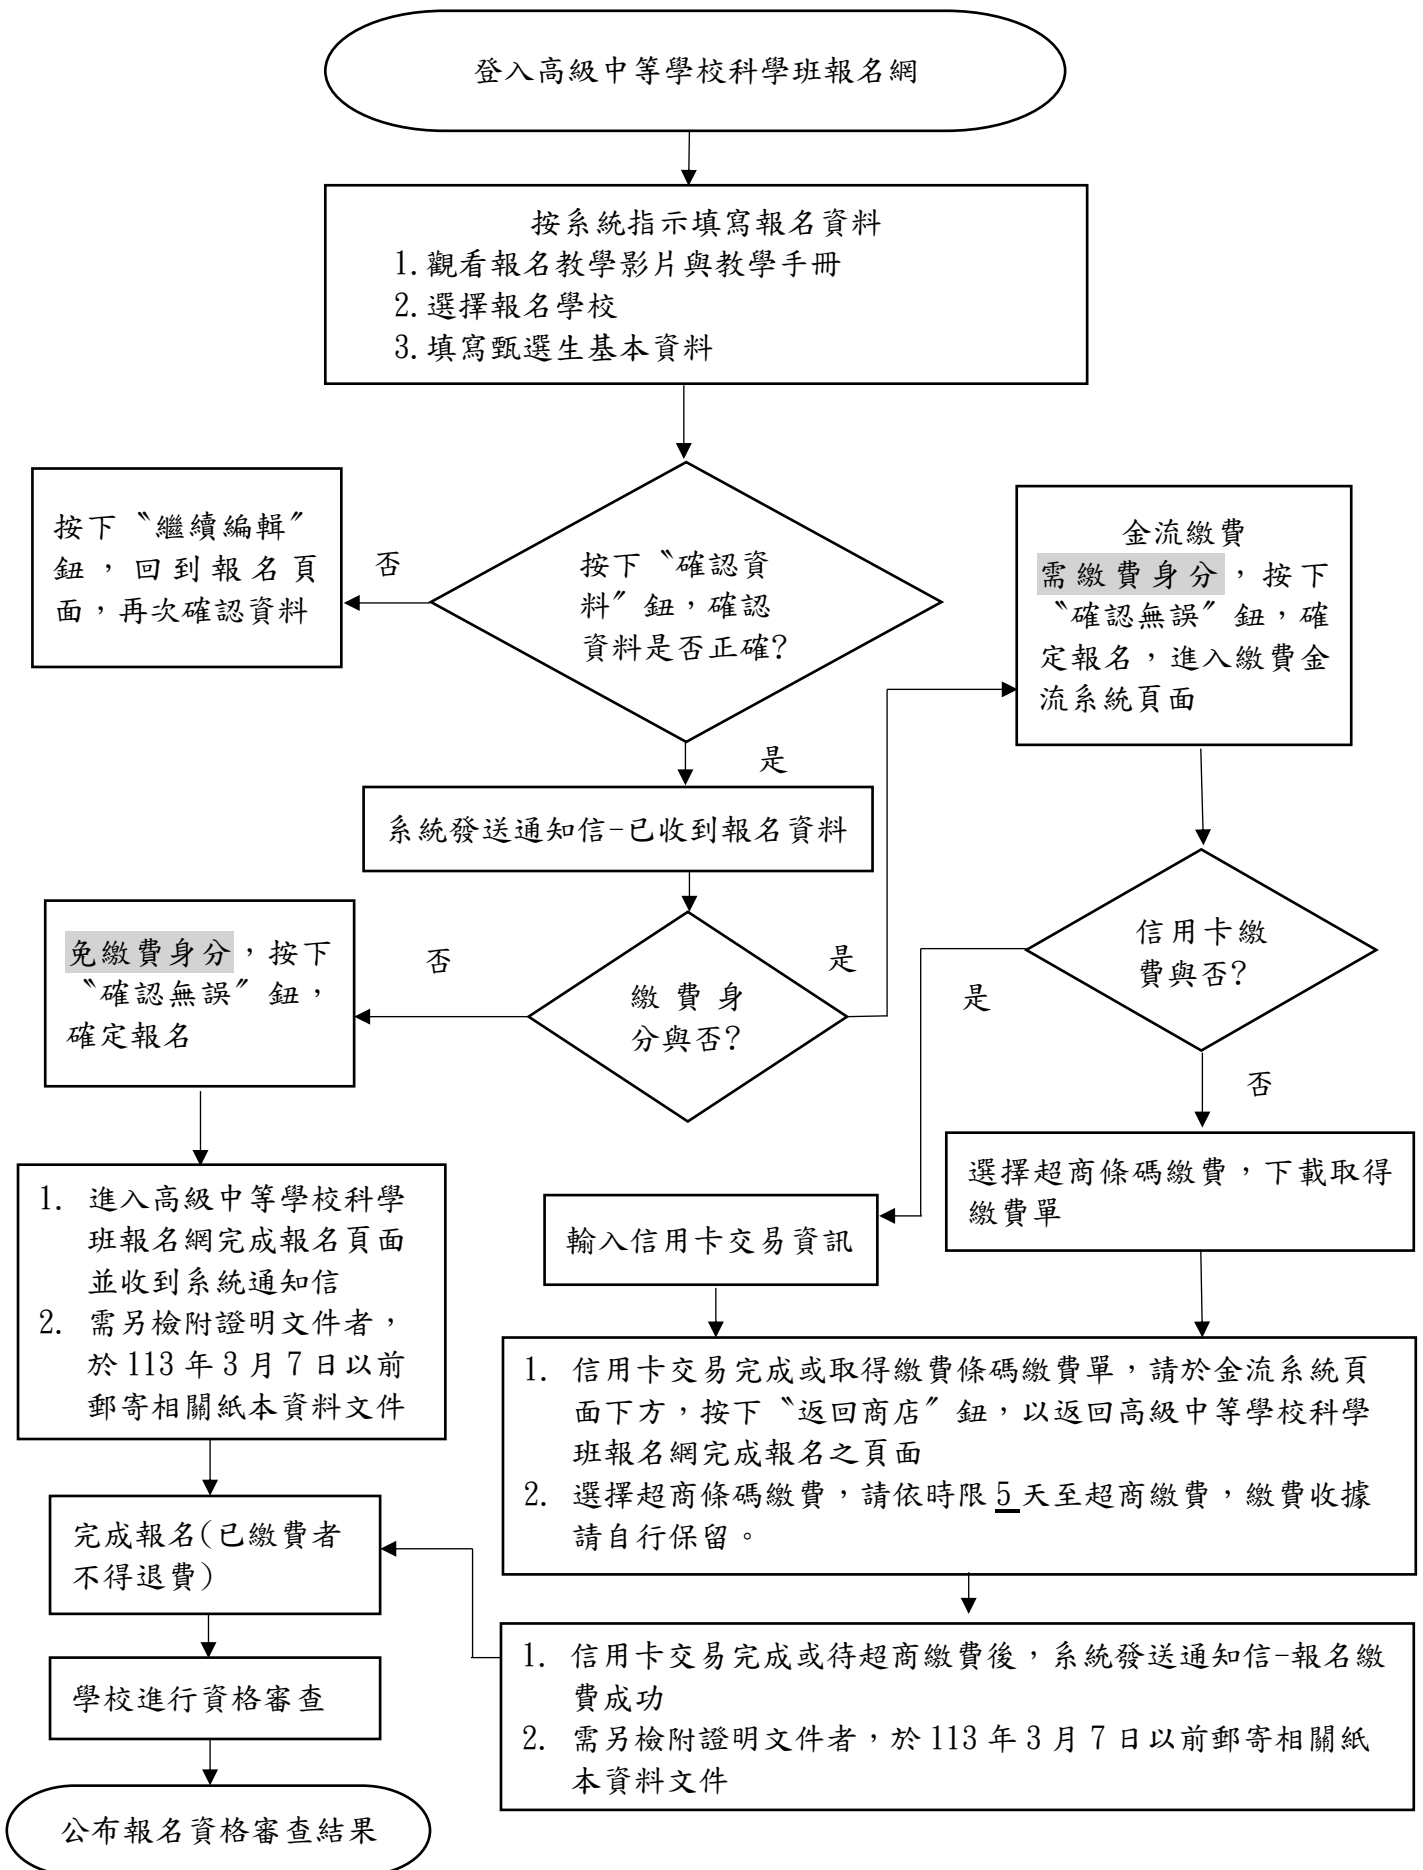 登入高級中等學校科學班報名網
按系統指示填寫報名資料
1.觀看報名教學影片與教學手冊
2.選擇報名學校
3.填寫甄選生基本資料
按下〝確認資
料〞鈕，確認
資料是否正確?
否
按下〝繼續編輯〞
鈕，回到報名頁
面，再次確認資料
是
系統發送通知信-已收到報名資料
繳費身
分與否?
否
免繳費身分，按下
〝確認無誤〞鈕，
確定報名
是
金流繳費
需繳費身分，按下
〝確認無誤〞鈕，確
定報名，進入繳費金
流系統頁面
信用卡繳
費與否?
是
否
選擇超商條碼繳費，下載取得
繳費單
輸入信用卡交易資訊
1. 進入高級中等學校科學
班報名網完成報名頁面
並收到系統通知信
2. 需另檢附證明文件者，
於113年3月7日以前
郵寄相關紙本資料文件
1. 信用卡交易完成或取得繳費條碼繳費單，請於金流系統頁
面下方，按下〝返回商店〞鈕，以返回高級中等學校科學
班報名網完成報名之頁面
2. 選擇超商條碼繳費，請依時限5天至超商繳費，繳費收據
請自行保留。
完成報名(已繳費者
不得退費)
1. 信用卡交易完成或待超商繳費後，系統發送通知信-報名繳
費成功
2. 需另檢附證明文件者，於113年3月7日以前郵寄相關紙
本資料文件
學校進行資格審查
公布報名資格審查結果